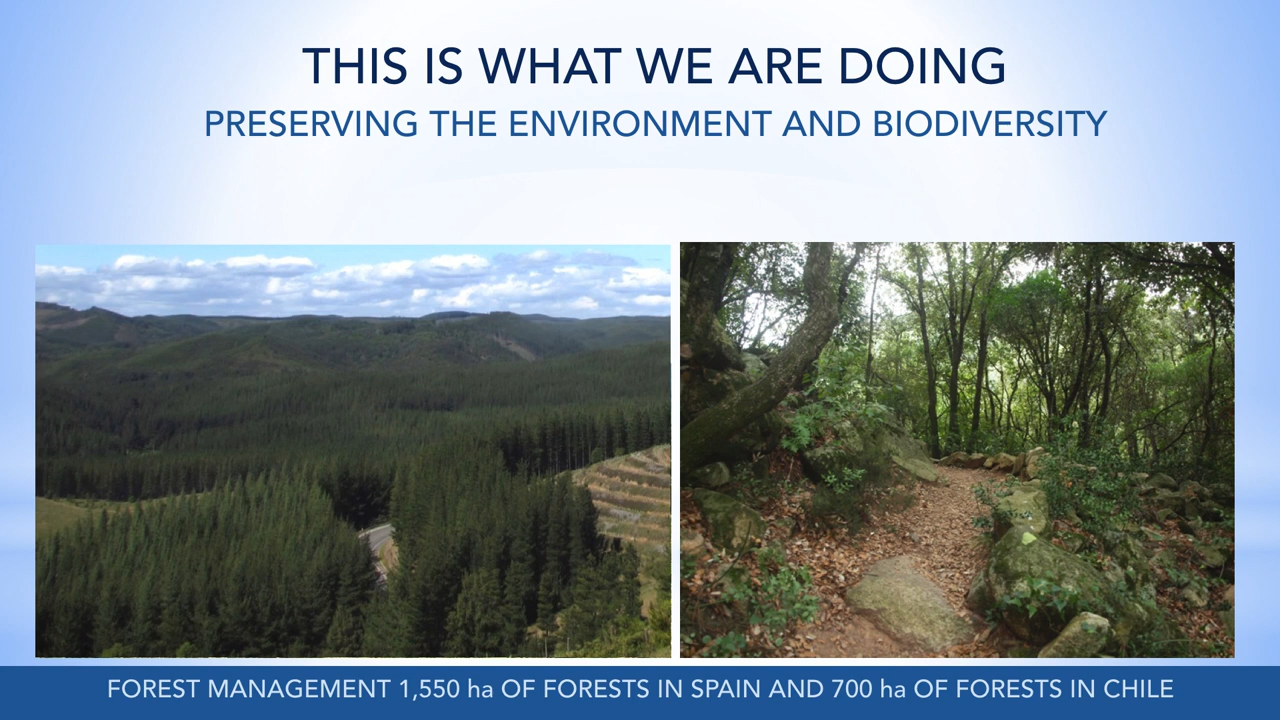 THIS IS WHAT WE ARE DOING
PRESERVING THE ENVIRONMENT AND BIODIVERSITY
FOREST MANAGEMENT 1,550 ha OF FORESTS IN SPAIN AND 700 ha OF FORESTS IN CHILE